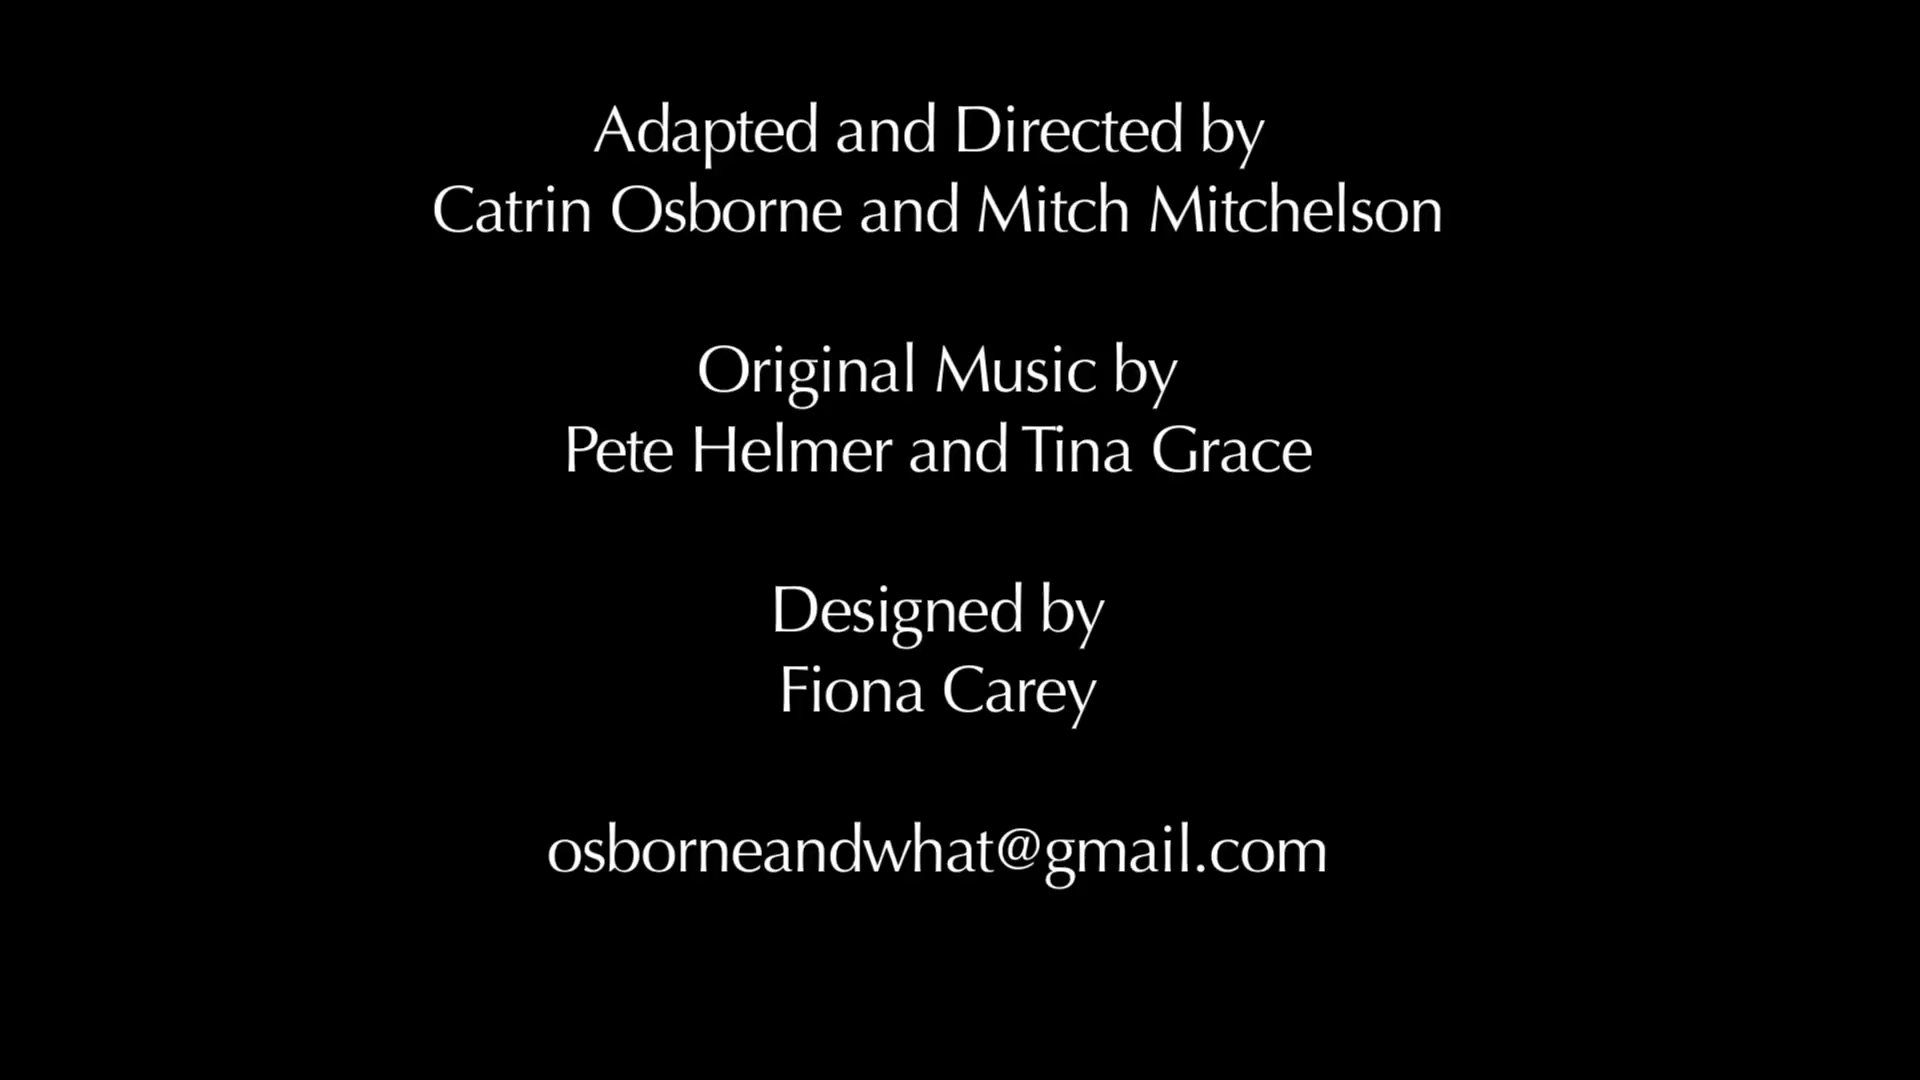 Adapted and Directed by
Catrin Osborne and Mitch Mitchelson
Original Music by
Pete Helmer and Tina Grace
Designed by
Fiona Carey
osborneandwhat@gmail.com